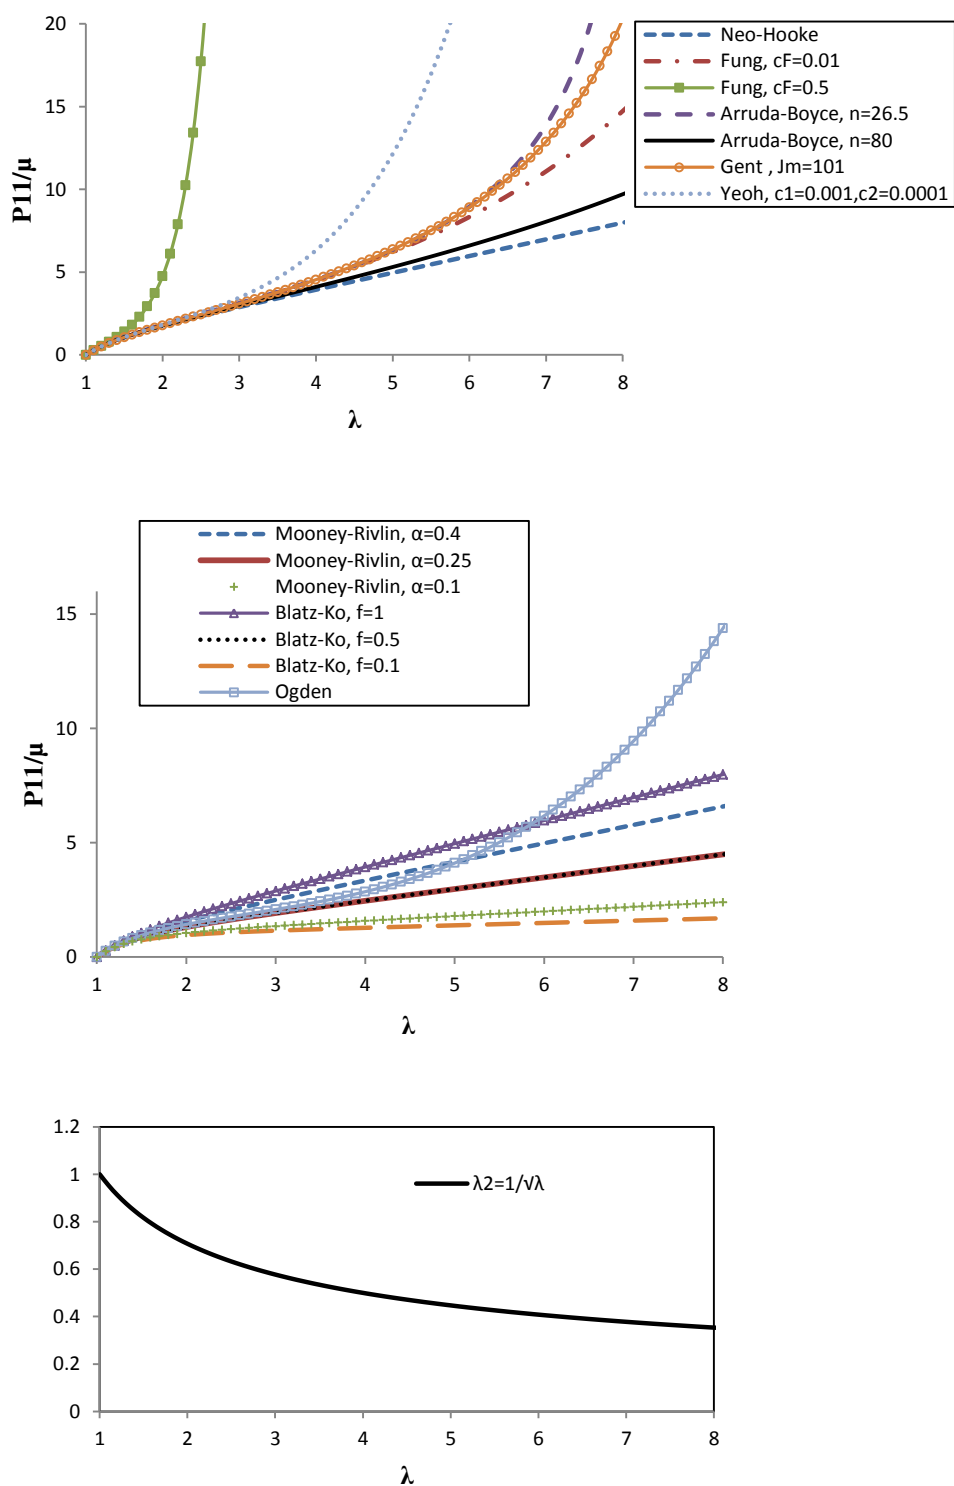 20
15
10
5
0
P11/μ
1 2 3 4 5 6 7 8
λ
Neo-Hooke
Fung, cF=0.01
Fung, cF=0.5
Arruda-Boyce, n=26.5
Arruda-Boyce, n=80
Gent , Jm=101
Yeoh, c1=0.001,c2=0.0001
Mooney-Rivlin, α=0.4
Mooney-Rivlin, α=0.25
Mooney-Rivlin, α=0.1
Blatz-Ko, f=1
Blatz-Ko, f=0.5
Blatz-Ko, f=0.1
Ogden
15
10
5
0
P11/μ
1 2 3 4 5 6 7 8
λ
1.2
1
0.8
0.6
0.4
0.2
0
λ2=1/√λ
1 2 3 4 5 6 7 8
λ